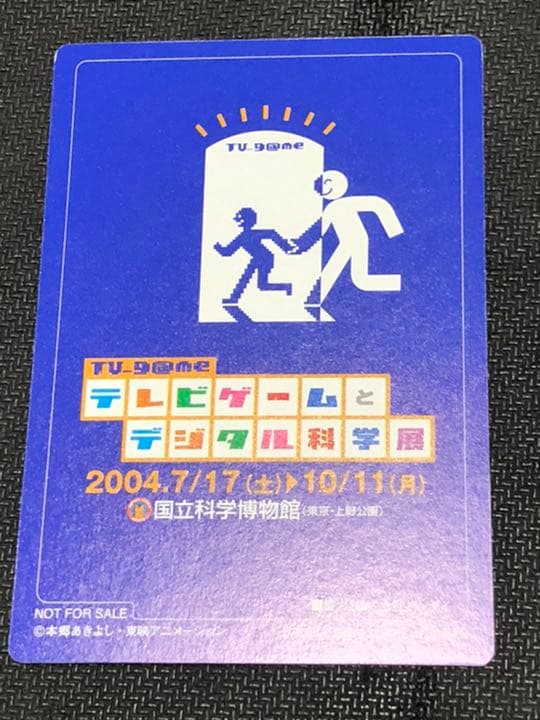 TV_g@me
TV_g@me
テレビゲームと
デジタル科学展
2004.7/17(土)▶10/11(月)
国立科学博物館(東京・上野公園)
NOT FOR SALE
©本郷あきよし・東映アニメーション